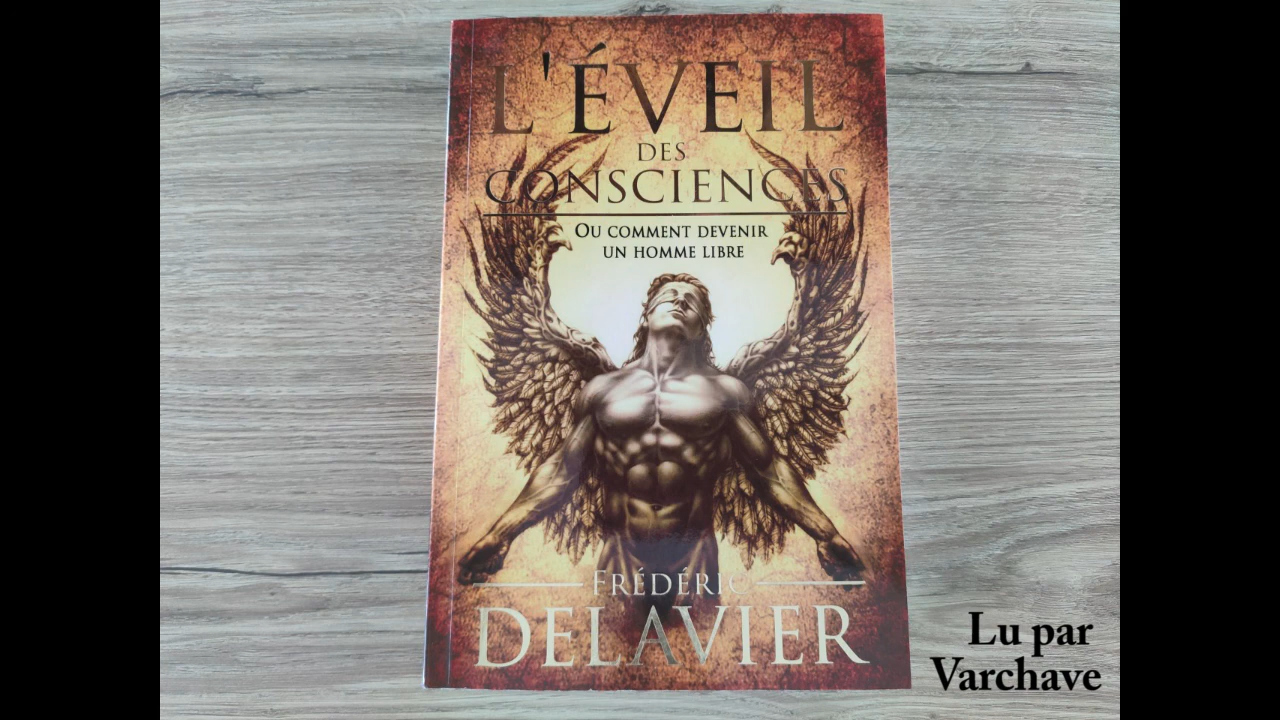 L'ÉVEIL
DES
CONSCIENCES
OU COMMENT DEVENIR
UN HOMME LIBRE
FRÉDÉRIC
DELAVIER
Lu par
Varchave